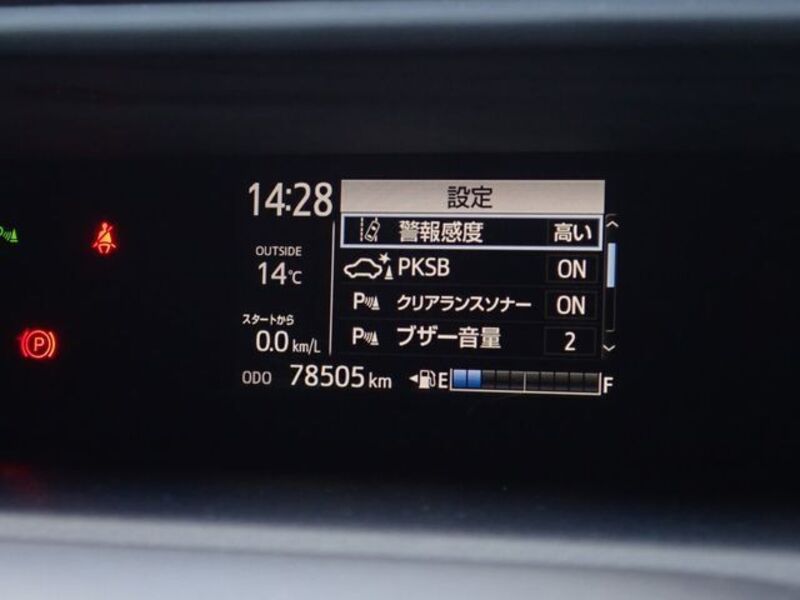 14:28
設定
警報感度 高い
OUTSIDE
14℃
PKSB ON
P クリアランスソナー ON
スタートから
0.0 km/L
P ブザー音量 2
ODO 78505 km E F
P
P